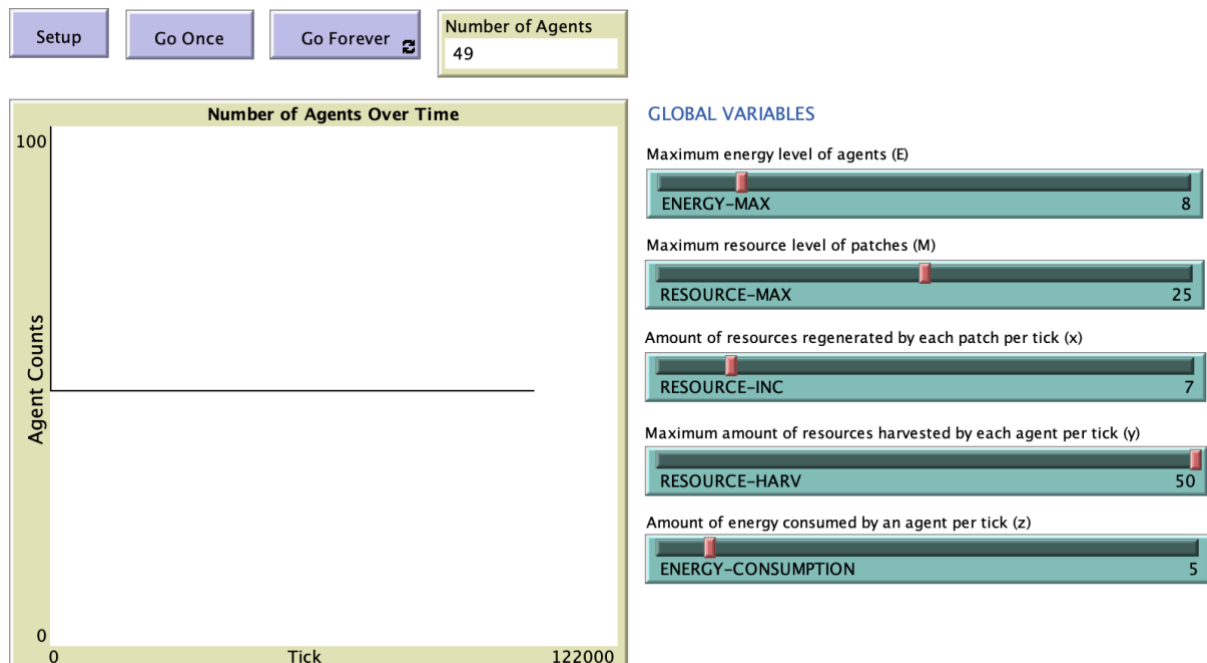 Setup
Go Once
Go Forever
Number of Agents
49
Number of Agents Over Time
100
Agent Counts
0
0
Tick
122000
GLOBAL VARIABLES
Maximum energy level of agents (E)
ENERGY-MAX 8
Maximum resource level of patches (M)
RESOURCE-MAX 25
Amount of resources regenerated by each patch per tick (x)
RESOURCE-INC 7
Maximum amount of resources harvested by each agent per tick (y)
RESOURCE-HARV 50
Amount of energy consumed by an agent per tick (z)
ENERGY-CONSUMPTION 5